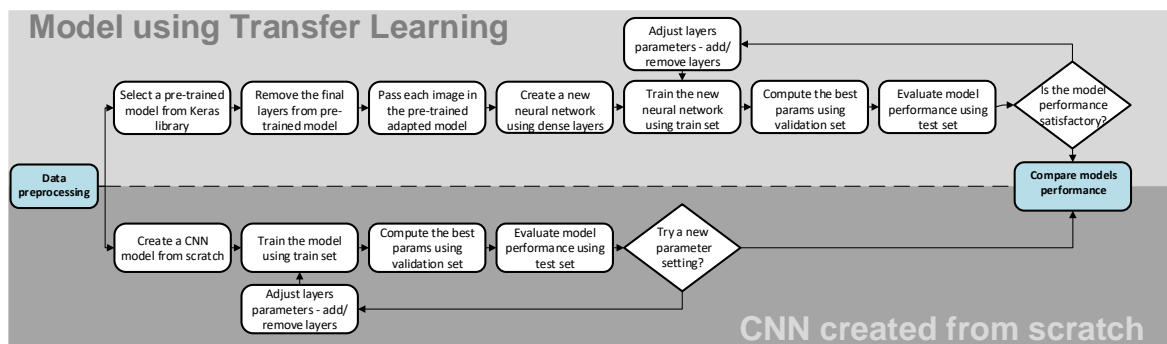 Model using Transfer Learning
Adjust layers
parameters - add/
remove layers
Select a pre-trained
model from Keras
library
Remove the final
layers from pre-
trained model
Pass each image in
the pre-trained
adapted model
Create a new
neural network
using dense layers
Train the new
neural network
using train set
Compute the best
params using
validation set
Evaluate model
performance using
test set
Is the model
performance
satisfactory?
Data
preprocessing
Compare models
performance
Create a CNN
model from scratch
Train the model
using train set
Compute the best
params using
validation set
Evaluate model
performance using
test set
Try a new
parameter
setting?
Adjust layers
parameters - add/
remove layers
CNN created from scratch